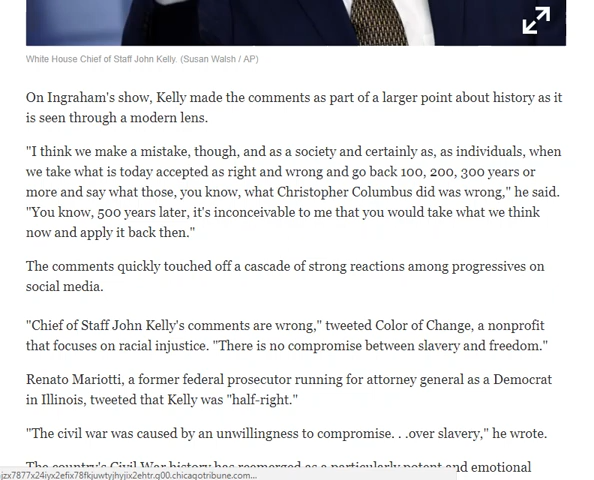 White House Chief of Staff John Kelly. (Susan Walsh / AP)
On Ingraham's show, Kelly made the comments as part of a larger point about history as it
is seen through a modern lens.
"I think we make a mistake, though, and as a society and certainly as, as individuals, when
we take what is today accepted as right and wrong and go back 100, 200, 300 years or
more and say what those, you know, what Christopher Columbus did was wrong," he said.
"You know, 500 years later, it's inconceivable to me that you would take what we think
now and apply it back then."
The comments quickly touched off a cascade of strong reactions among progressives on
social media.
"Chief of Staff John Kelly's comments are wrong," tweeted Color of Change, a nonprofit
that focuses on racial injustice. "There is no compromise between slavery and freedom."
Renato Mariotti, a former federal prosecutor running for attorney general as a Democrat
in Illinois, tweeted that Kelly was "half-right."
"The civil war was caused by an unwillingness to compromise. . .over slavery," he wrote.
The country's Civil War history has reemerged as a particularly potent and emotional
jzx7877x24iyx2efix78fkjuwtyjhyjix2ehtr.q00.chicagotribune.com...